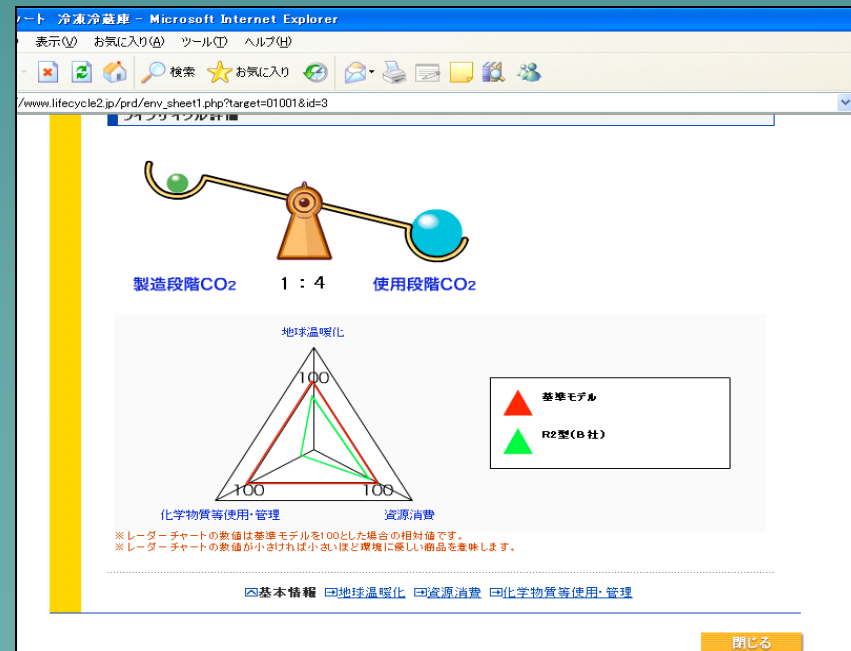 ート 冷凍冷蔵庫 - Microsoft Internet Explorer
表示(V) お気に入り(A) ツール(T) ヘルプ(H)
検索 お気に入り
/www.lifecycle2.jp/prd/env_sheet1.php?target=01001&id=3
ライフサイクル評価
製造段階CO2 1 : 4 使用段階CO2
地球温暖化
100
基準モデル
R2型(B社)
100 100
化学物質等使用・管理 資源消費
※レーダーチャートの数値は基準モデルを100とした場合の相対値です。
※レーダーチャートの数値が小さければ小さいほど環境に優しい商品を意味します。
基本情報 地球温暖化 資源消費 化学物質等使用・管理
閉じる